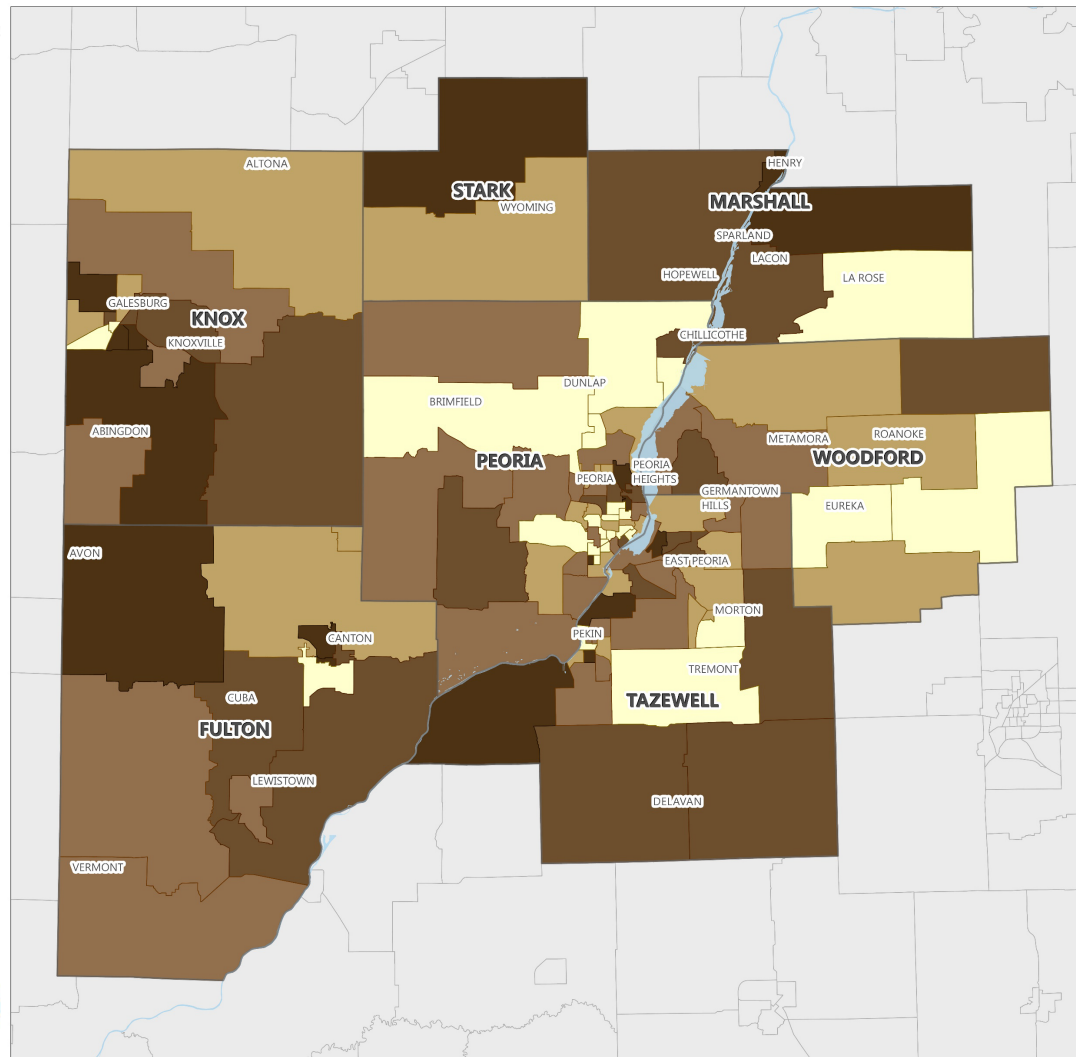 HENRY
ALTONA
STARK
MARSHALL
WYOMING
SPARLAND
LACON
HOPEWELL
LA ROSE
GALESBURG
KNOX
KNOXVILLE
CHILLICOTHE
DUNLAP
BRIMFIELD
ABINGDON
METAMORA
ROANOKE
PEORIA
WOODFORD
PEORIA
HEIGHTS
PEORIA
GERMANTOWN
HILLS
EUREKA
AVON
EAST PEORIA
MORTON
CANTON
PEKIN
TREMONT
CUBA
TAZEWELL
FULTON
LEWISTOWN
DELAVAN
VERMONT